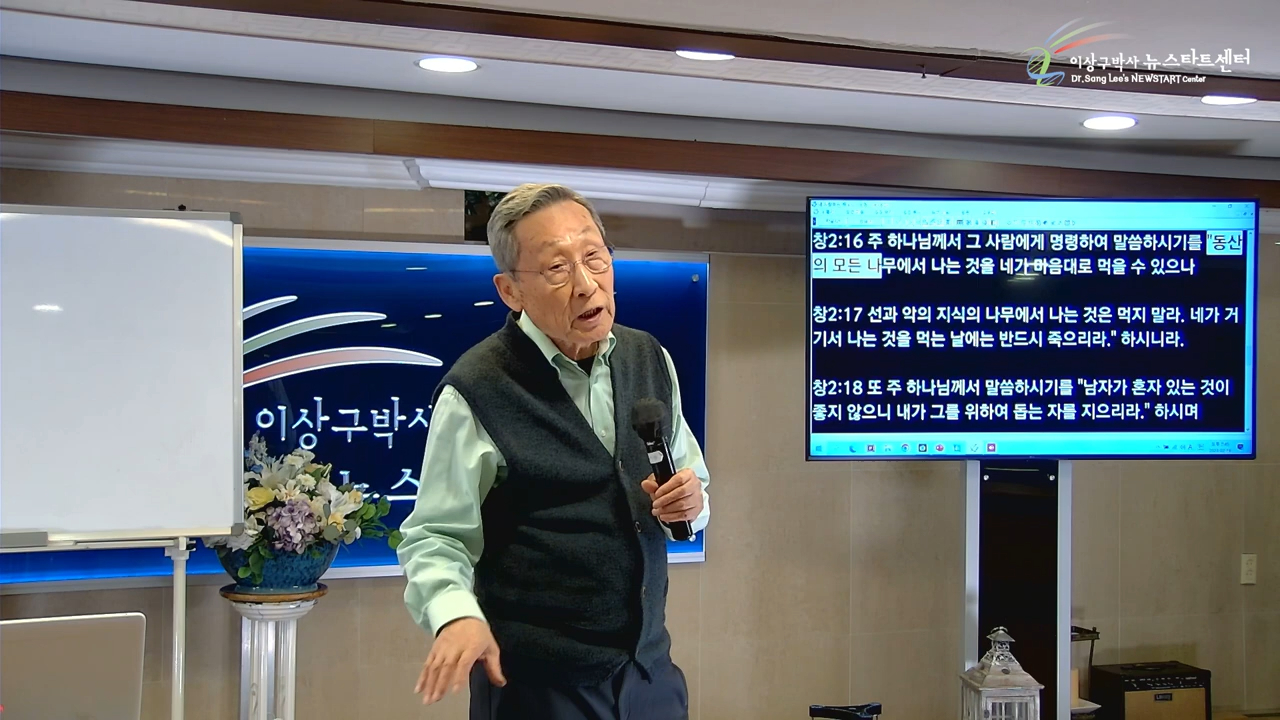 이상구박사 뉴스타트센터
Dr. Sang Lee's NEWSTART Center
창2:16 주 하나님께서 그 사람에게 명령하여 말씀하시기를 "동산
의 모든 나무에서 나는 것을 네가 마음대로 먹을 수 있으나
창2:17 선과 악의 지식의 나무에서 나는 것은 먹지 말라. 네가 거
기서 나는 것을 먹는 날에는 반드시 죽으리라." 하시니라.
창2:18 또 주 하나님께서 말씀하시기를 "남자가 혼자 있는 것이
좋지 않으니 내가 그를 위하여 돕는 자를 지으리라." 하시며
이상구박사
뉴스